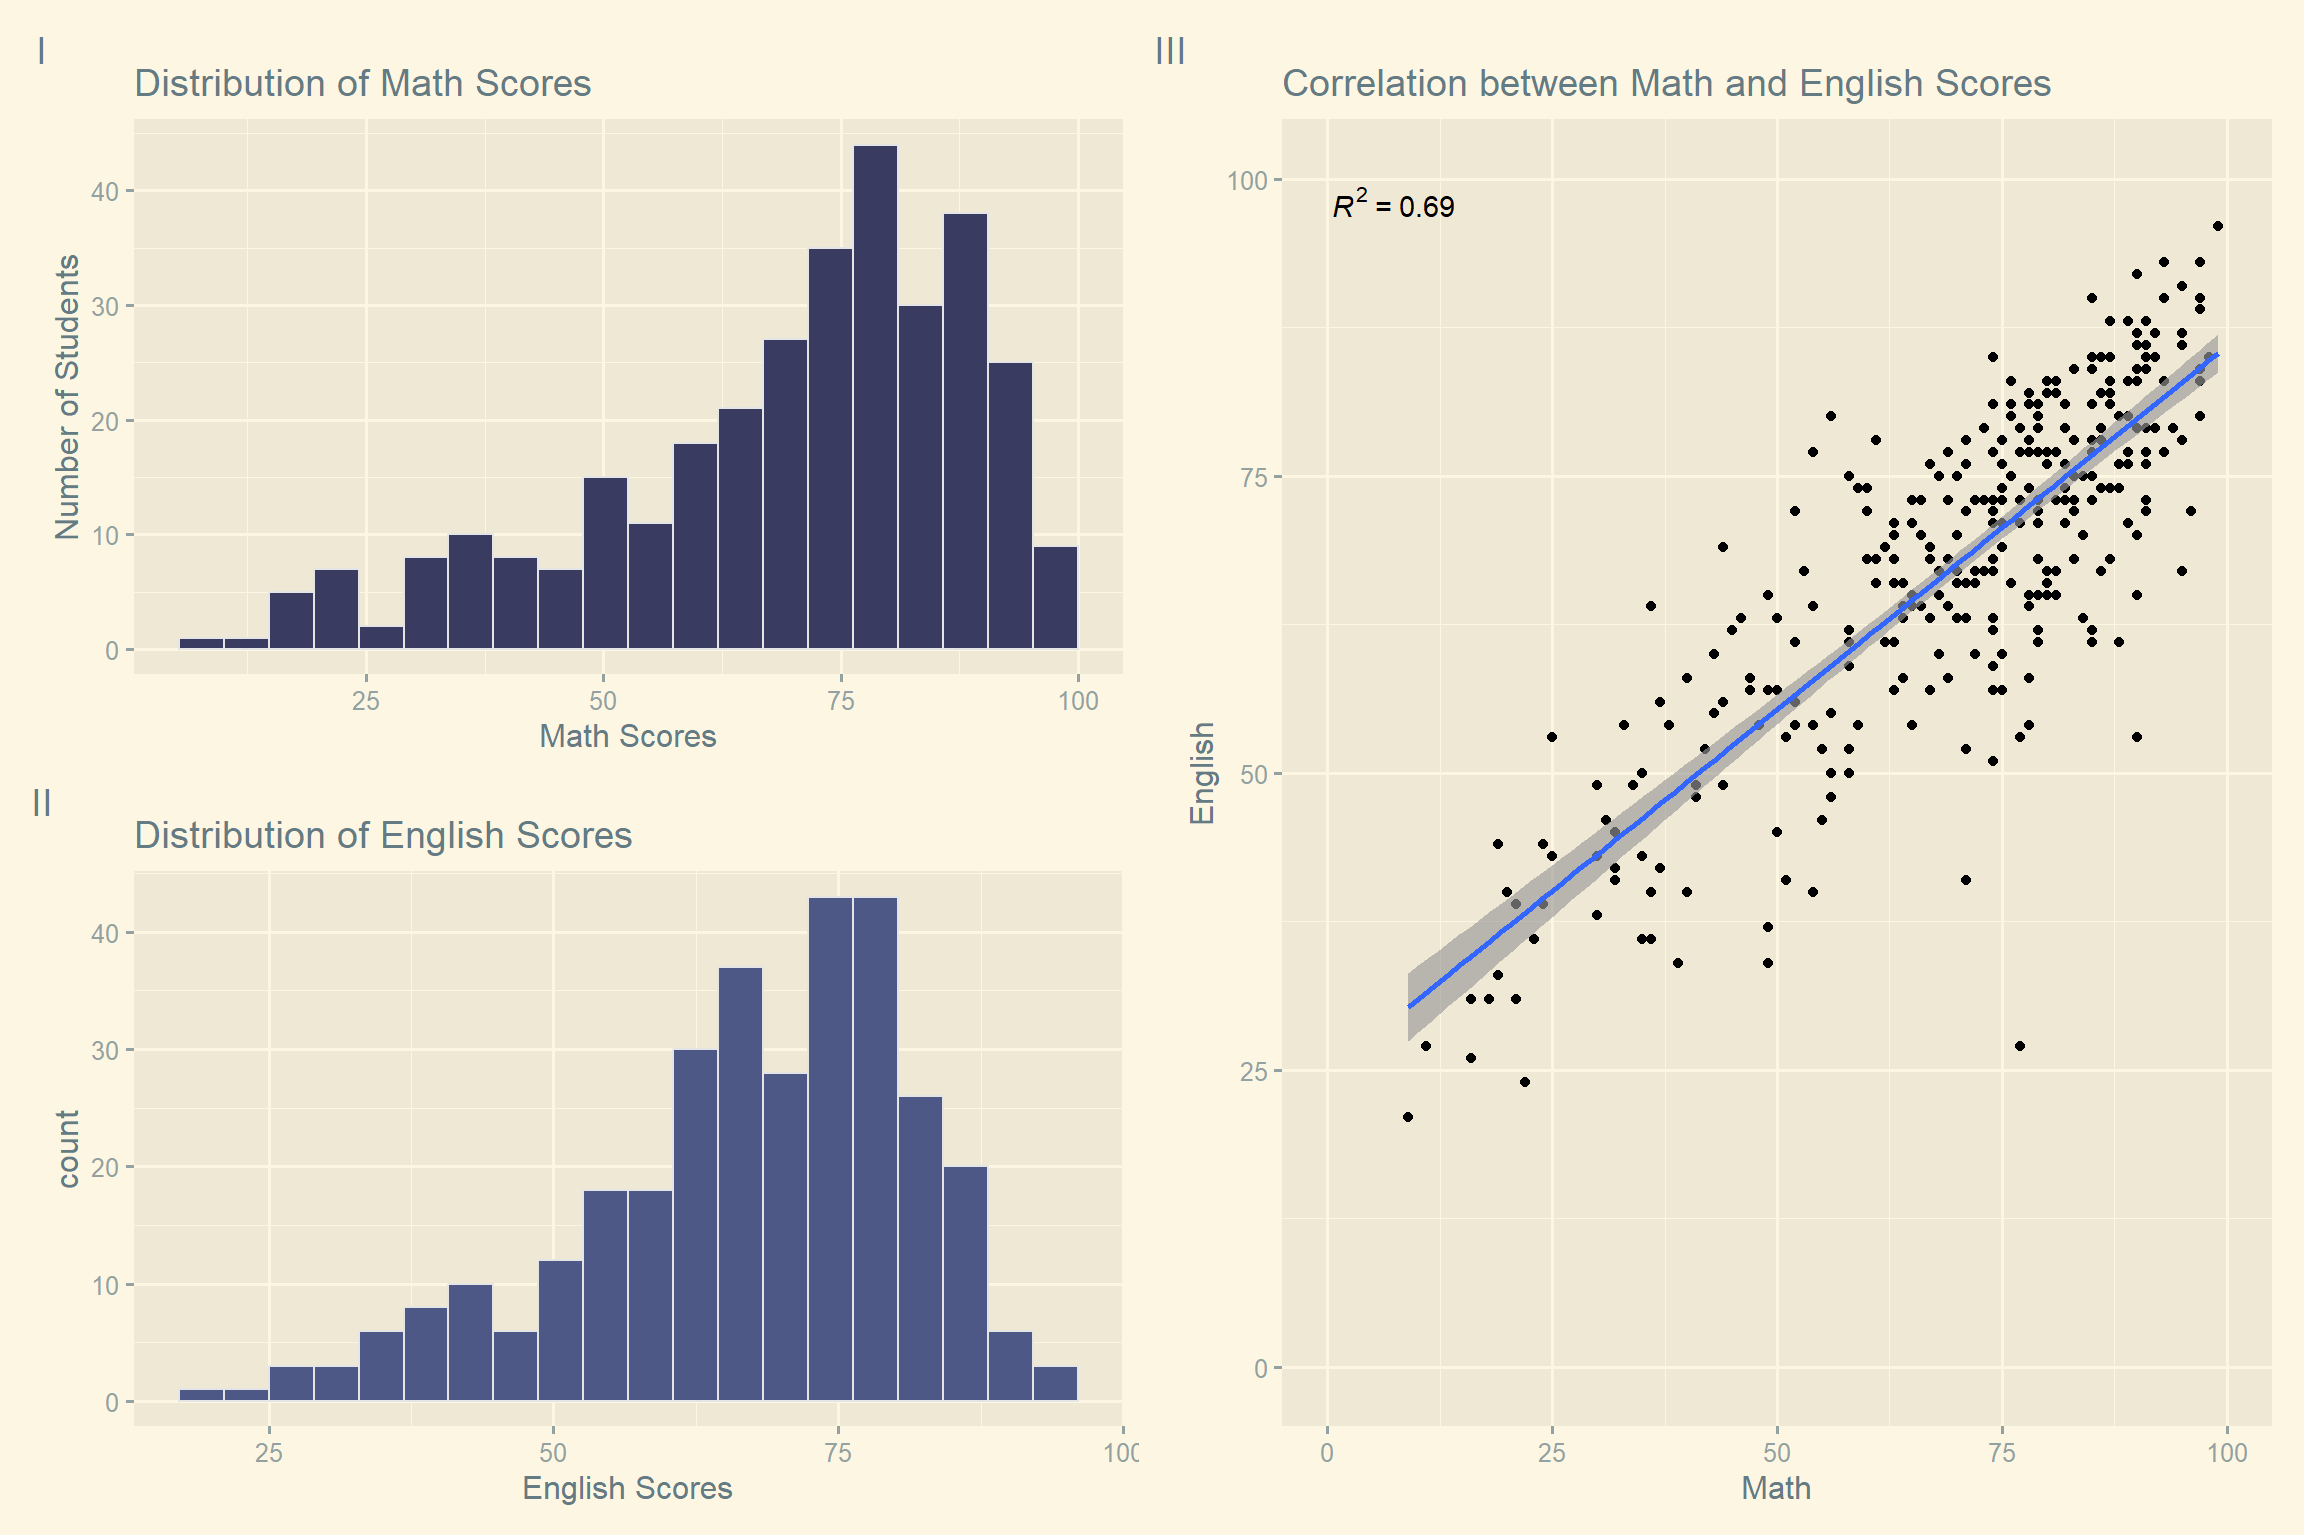 I
Distribution of Math Scores
Number of Students
40
30
20
10
0
25 50 75 100
Math Scores
II
Distribution of English Scores
count
40
30
20
10
0
25 50 75 100
English Scores
III
Correlation between Math and English Scores
R² = 0.69
English
100
75
50
25
0
0 25 50 75 100
Math